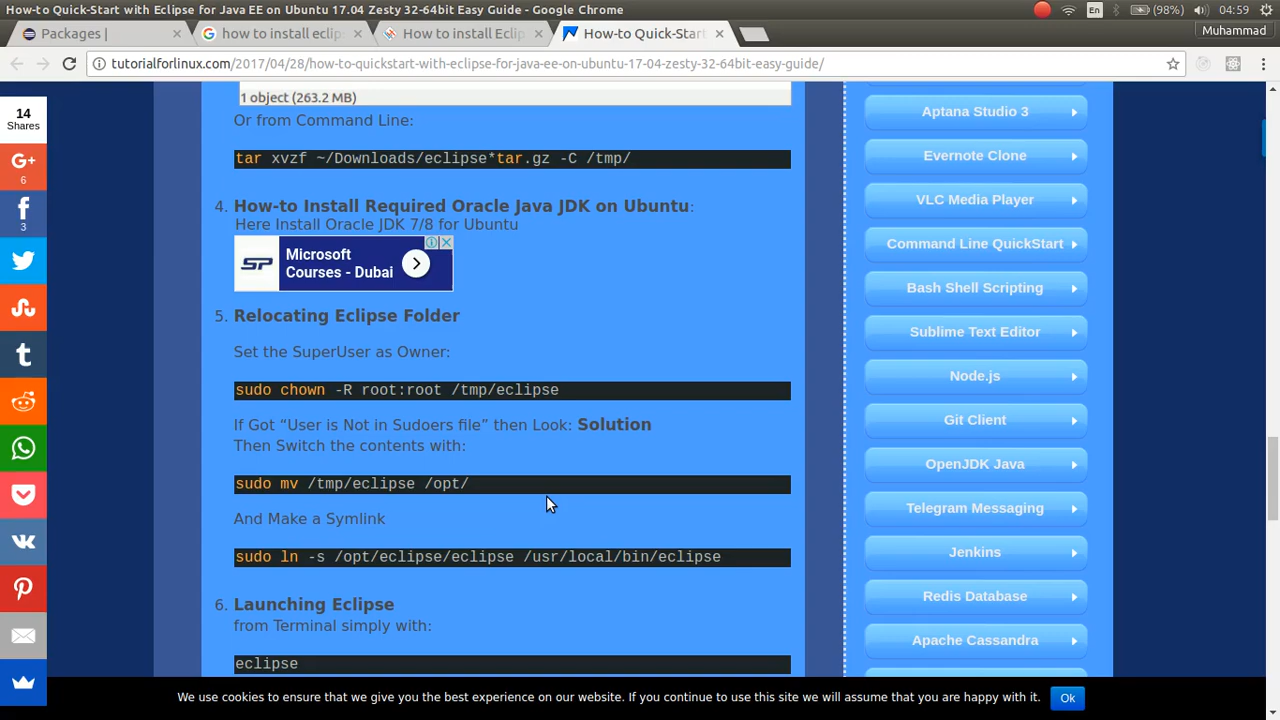 How-to Quick-Start with Eclipse for Java EE on Ubuntu 17.04 Zesty 32-64bit Easy Guide - Google Chrome
En
(98%)
04:59
Packages |
how to install eclip
How to install Eclip
How-to Quick-Start
Muhammad
tutorialforlinux.com/2017/04/28/how-to-quickstart-with-eclipse-for-java-ee-on-ubuntu-17-04-zesty-32-64bit-easy-guide/
14
Shares
G+
6
f
3
1 object (263.2 MB)
Or from Command Line:
tar xvzf ~/Downloads/eclipse*tar.gz -C /tmp/
4. How-to Install Required Oracle Java JDK on Ubuntu:
Here Install Oracle JDK 7/8 for Ubuntu
SP
Microsoft
Courses - Dubai
5. Relocating Eclipse Folder
Set the SuperUser as Owner:
sudo chown -R root:root /tmp/eclipse
If Got “User is Not in Sudoers file” then Look: Solution
Then Switch the contents with:
sudo mv /tmp/eclipse /opt/
And Make a Symlink
sudo ln -s /opt/eclipse/eclipse /usr/local/bin/eclipse
6. Launching Eclipse
from Terminal simply with:
eclipse
Aptana Studio 3
Evernote Clone
VLC Media Player
Command Line QuickStart
Bash Shell Scripting
Sublime Text Editor
Node.js
Git Client
OpenJDK Java
Telegram Messaging
Jenkins
Redis Database
Apache Cassandra
We use cookies to ensure that we give you the best experience on our website. If you continue to use this site we will assume that you are happy with it.
Ok